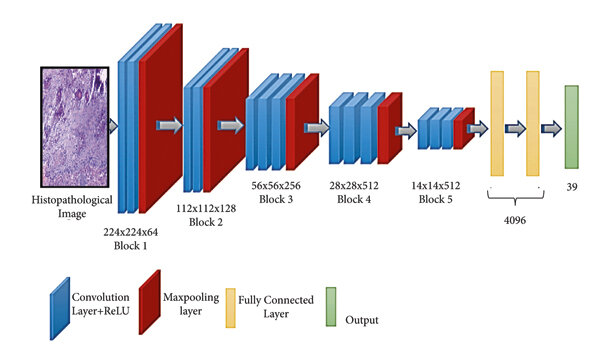 Histopathological
Image
224x224x64
Block 1
112x112x128
Block 2
56x56x256
Block 3
28x28x512
Block 4
14x14x512
Block 5
4096
39
Convolution
Layer+ReLU
Maxpooling
layer
Fully Connected
Layer
Output